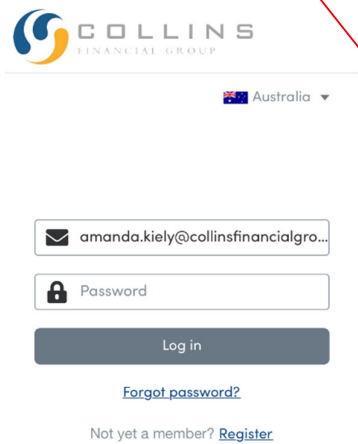 COLLINS
FINANCIAL GROUP
Australia
amanda.kiely@collinsfinancialgro...
Password
Log in
Forgot password?
Not yet a member? Register